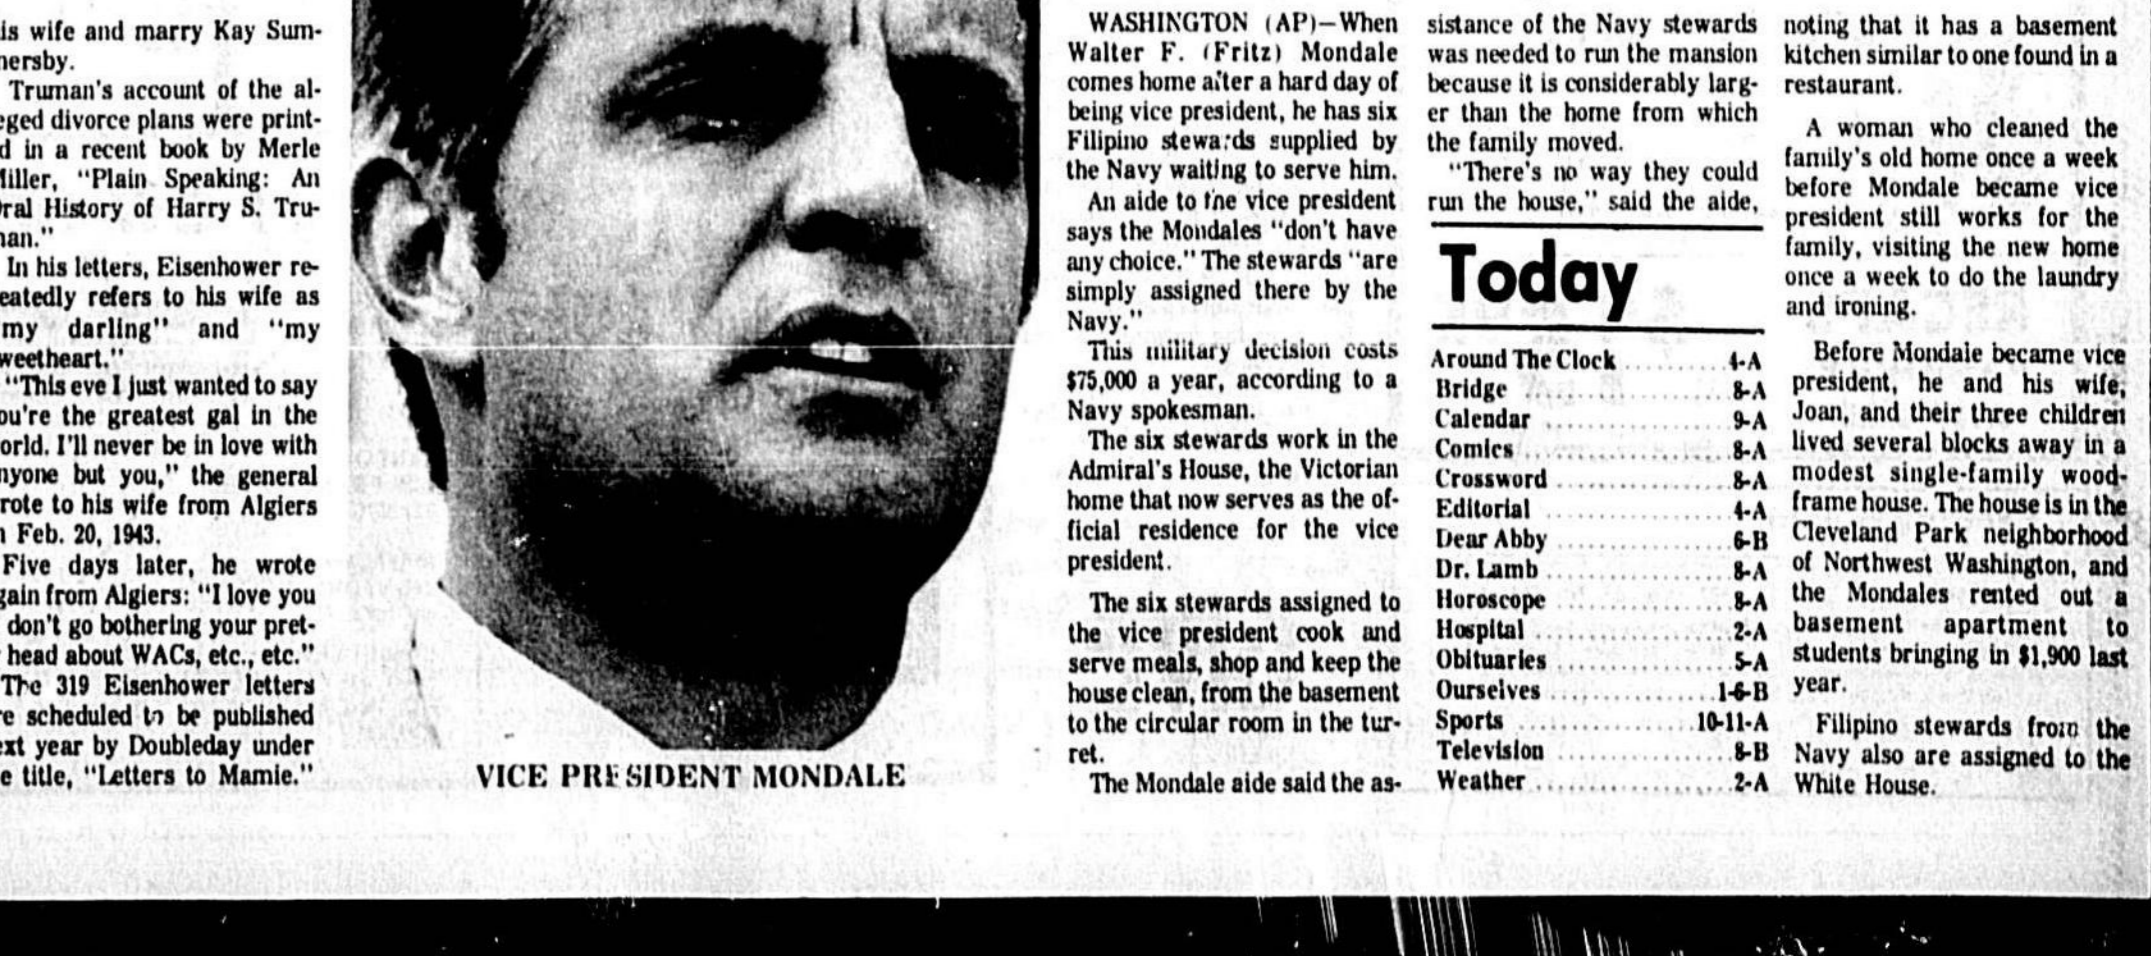 is wife and marry Kay Sum-
ersby.
Truman's account of the al-
eged divorce plans were print-
d in a recent book by Merle
Miller, "Plain Speaking: An
Oral History of Harry S. Tru-
man."
In his letters, Eisenhower re-
eatedly refers to his wife as
my darling" and "my
weetheart."
"This eve I just wanted to say
ou're the greatest gal in the
orld. I'll never be in love with
nyone but you," the general
rote to his wife from Algiers
n Feb. 20, 1943.
Five days later, he wrote
gain from Algiers: "I love you
don't go bothering your pret-
head about WACs, etc., etc."
The 319 Eisenhower letters
re scheduled to be published
ext year by Doubleday under
e title, "Letters to Mamie."
VICE PRESIDENT MONDALE
WASHINGTON (AP)—When
Walter F. (Fritz) Mondale
comes home after a hard day of
being vice president, he has six
Filipino stewards supplied by
the Navy waiting to serve him.
An aide to the vice president
says the Mondales "don't have
any choice." The stewards "are
simply assigned there by the
Navy."
This military decision costs
$75,000 a year, according to a
Navy spokesman.
The six stewards work in the
Admiral's House, the Victorian
home that now serves as the of-
ficial residence for the vice
president.
The six stewards assigned to
the vice president cook and
serve meals, shop and keep the
house clean, from the basement
to the circular room in the tur-
ret.
The Mondale aide said the as-
sistance of the Navy stewards
was needed to run the mansion
because it is considerably larg-
er than the home from which
the family moved.
"There's no way they could
run the house," said the aide,
noting that it has a basement
kitchen similar to one found in a
restaurant.
A woman who cleaned the
family's old home once a week
before Mondale became vice
president still works for the
family, visiting the new home
once a week to do the laundry
and ironing.
Before Mondale became vice
president, he and his wife,
Joan, and their three children
lived several blocks away in a
modest single-family wood-
frame house. The house is in the
Cleveland Park neighborhood
of Northwest Washington, and
the Mondales rented out a
basement apartment to
students bringing in $1,900 last
year.
Filipino stewards from the
Navy also are assigned to the
White House.
Today
Around The Clock 4-A
Bridge 8-A
Calendar 9-A
Comics 8-A
Crossword 8-A
Editorial 4-A
Dear Abby 6-B
Dr. Lamb 8-A
Horoscope 8-A
Hospital 2-A
Obituaries 5-A
Ourselves 1-6-B
Sports 10-11-A
Television 8-B
Weather 2-A